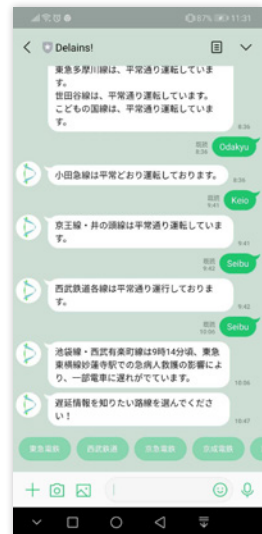 87% 11:31
Delains!
東急多摩川線は、平常通り運転していま
す。
世田谷線は、平常通り運転しています。
こどもの国線は、平常通り運転していま
す。
8:36
既読
8:36
Odakyu
小田急線は平常どおり運転しております。
8:36
既読
9:41
Keio
京王線・井の頭線は平常通り運転していま
す。
9:41
既読
9:42
Seibu
西武鉄道各線は平常通り運行しておりま
す。
9:42
既読
10:06
Seibu
池袋線・西武有楽町線は9時14分頃、東急
東横線妙蓮寺駅での急病人救護の影響によ
り、一部電車に遅れがでています。
10:06
遅延情報を知りたい路線を選んでくださ
い！
10:47
東急電鉄
西武鉄道
京急電鉄
京成電鉄